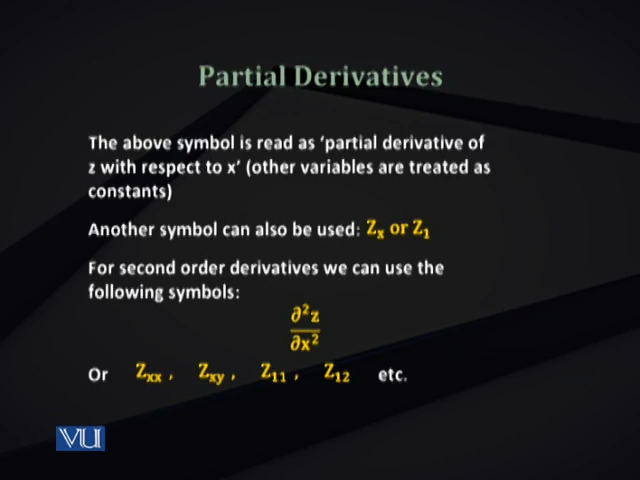 Partial Derivatives
The above symbol is read as ‘partial derivative of
z with respect to x’ (other variables are treated as
constants)
Another symbol can also be used: Zₓ or Z₁
For second order derivatives we can use the
following symbols:
∂²z
∂x²
Or Zₓₓ , Z_xy , Z₁₁ , Z₁₂ etc.
VU